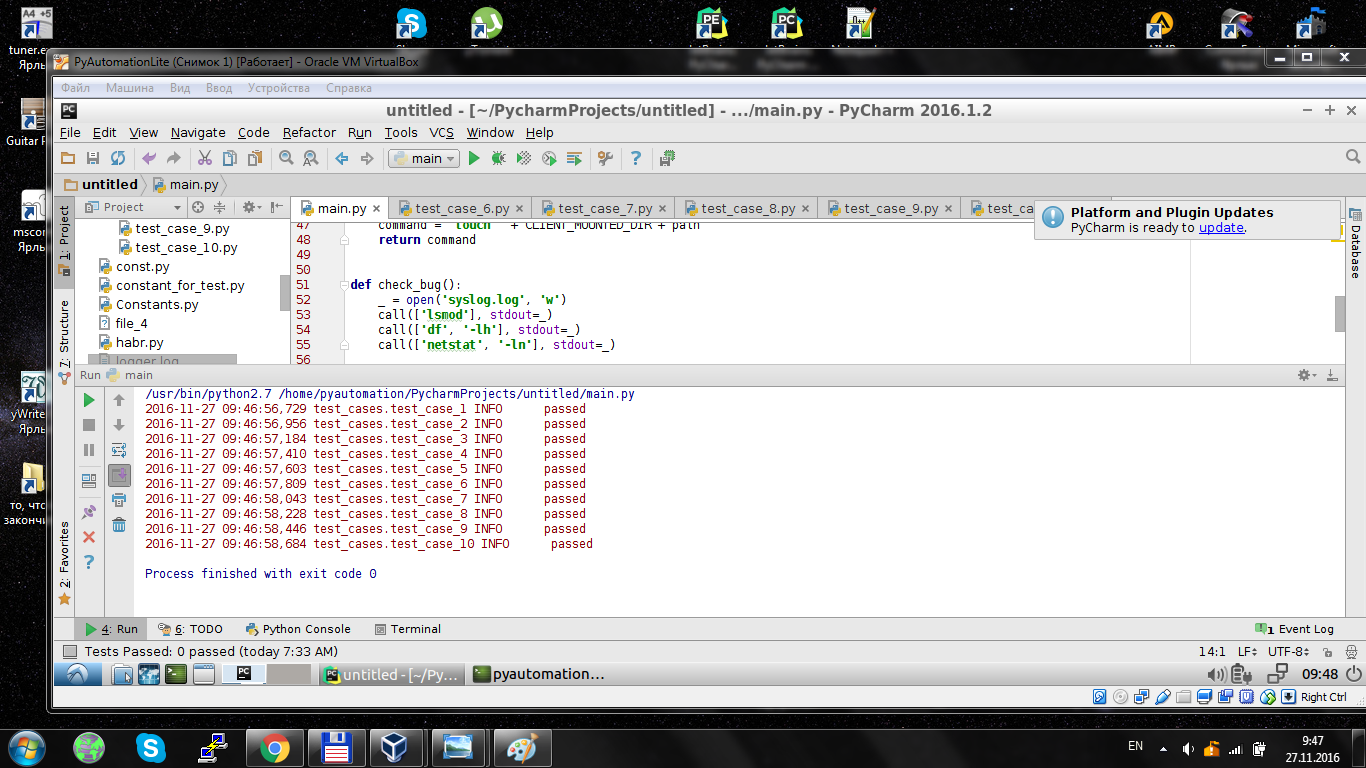 tuner.e
Ярль
PyAutomationLite (Снимок 1) [Работает] - Oracle VM VirtualBox
Файл Машина Вид Ввод Устройства Справка
untitled - [~/PycharmProjects/untitled] - .../main.py - PyCharm 2016.1.2
File Edit View Navigate Code Refactor Run Tools VCS Window Help
main
untitled main.py
Guitar P
Ярль
Project
main.py test_case_6.py test_case_7.py test_case_8.py test_case_9.py
1: Project
7: Structure
2: Favorites
Database
test_case_9.py
test_case_10.py
const.py
constant_for_test.py
Constants.py
file_4
habr.py
logger.log
47 command = "touch " + CLIENT_MOUNTED_DIR + path
48 return command
49
50
51 def check_bug():
52 _ = open('syslog.log', 'w')
53 call(['lsmod'], stdout=_)
54 call(['df', '-lh'], stdout=_)
55 call(['netstat', '-ln'], stdout=_)
56
Platform and Plugin Updates
PyCharm is ready to update.
mscor
Ярль
yWrite
Ярль
то, что
закончи
Run main
/usr/bin/python2.7 /home/pyautomation/PycharmProjects/untitled/main.py
2016-11-27 09:46:56,729 test_cases.test_case_1 INFO passed
2016-11-27 09:46:56,956 test_cases.test_case_2 INFO passed
2016-11-27 09:46:57,184 test_cases.test_case_3 INFO passed
2016-11-27 09:46:57,410 test_cases.test_case_4 INFO passed
2016-11-27 09:46:57,603 test_cases.test_case_5 INFO passed
2016-11-27 09:46:57,809 test_cases.test_case_6 INFO passed
2016-11-27 09:46:58,043 test_cases.test_case_7 INFO passed
2016-11-27 09:46:58,228 test_cases.test_case_8 INFO passed
2016-11-27 09:46:58,446 test_cases.test_case_9 INFO passed
2016-11-27 09:46:58,684 test_cases.test_case_10 INFO passed
Process finished with exit code 0
4: Run 6: TODO Python Console Terminal 1 Event Log
Tests Passed: 0 passed (today 7:33 AM) 14:1 LF UTF-8
untitled - [~/Py... pyautomation... 09:48
Right Ctrl
EN 9:47
27.11.2016